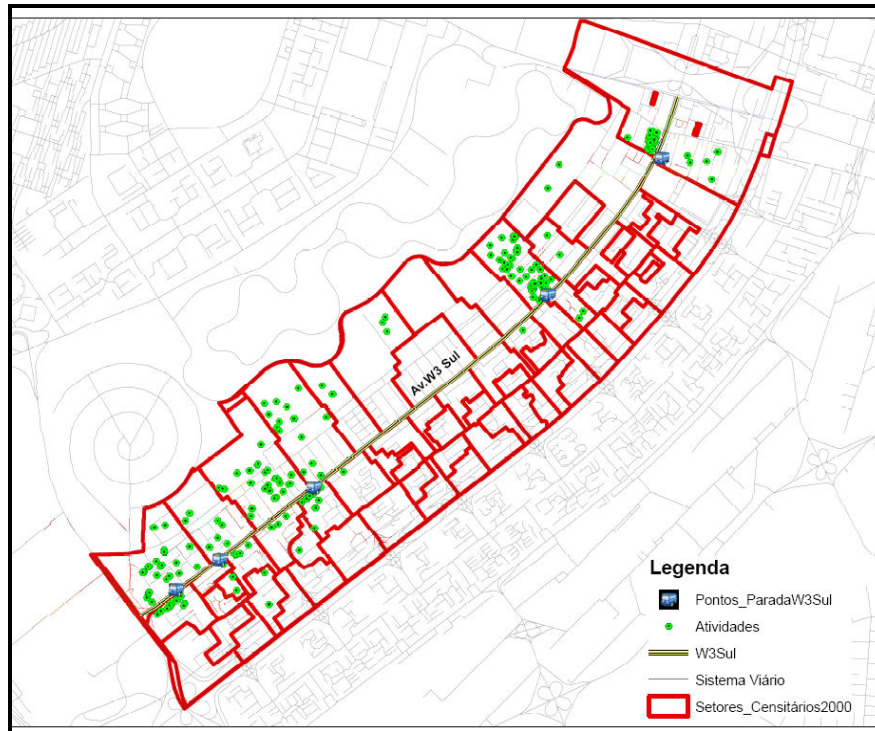 Av.W3 Sul
Legenda
Pontos_ParadaW3Sul
Atividades
W3Sul
Sistema Viário
Setores_Censitários2000